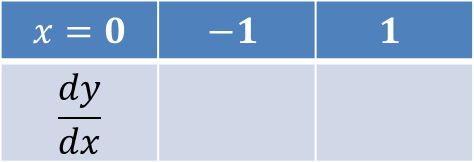 x = 0 −1 1
dy
dx